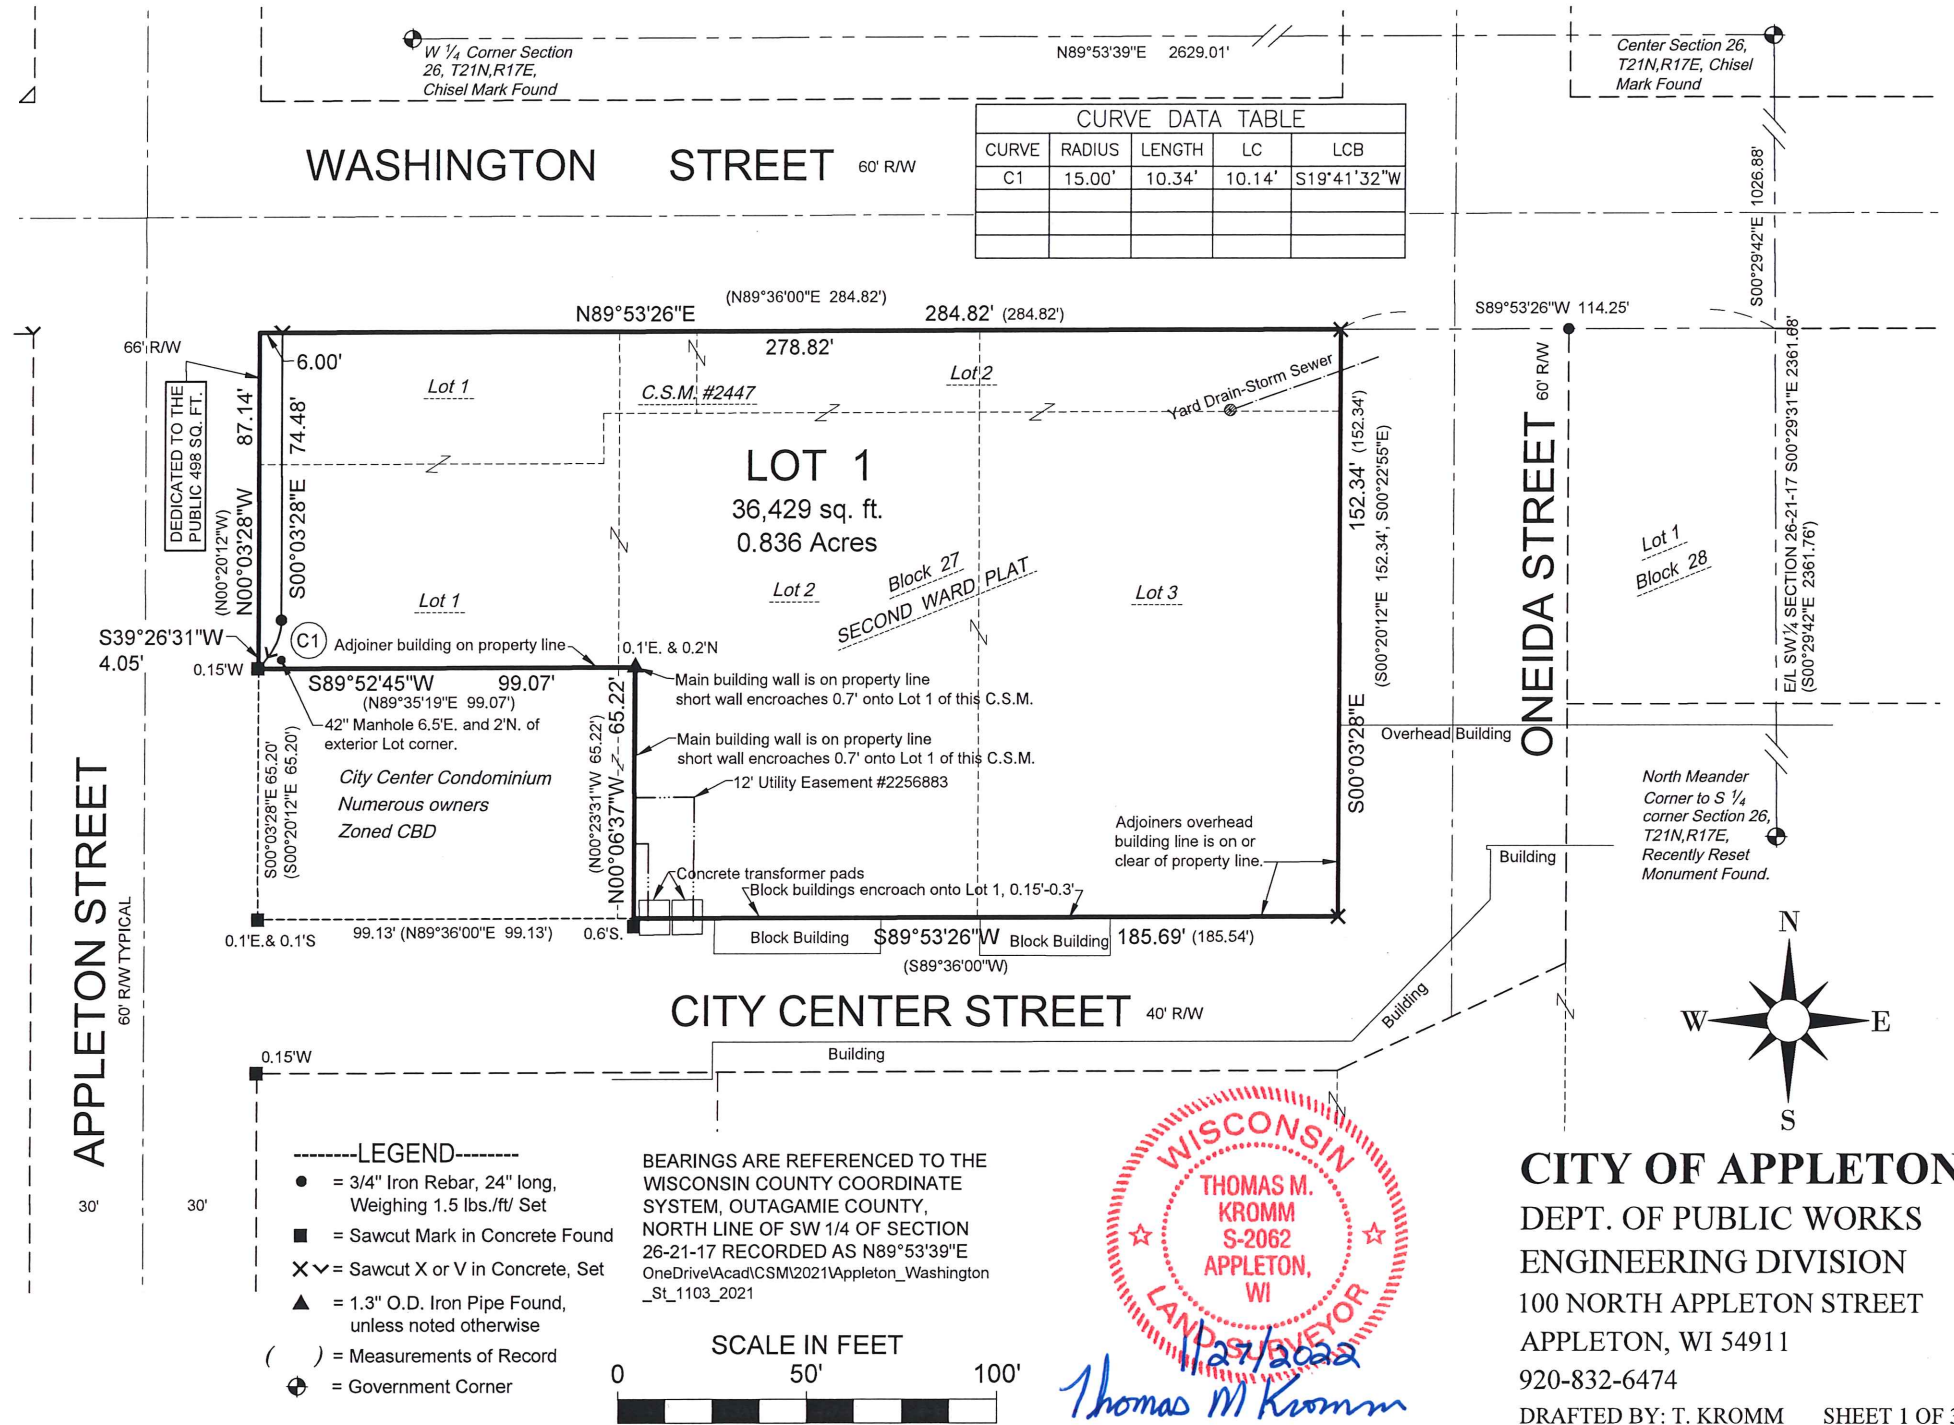 W 1/4 Corner Section
26, T21N,R17E,
Chisel Mark Found
N89°53'39"E 2629.01'
Center Section 26,
T21N,R17E, Chisel
Mark Found
WASHINGTON STREET 60' R/W
CURVE DATA TABLE
CURVE RADIUS LENGTH LC LCB
C1 15.00' 10.34' 10.14' S19°41'32"W
S00°29'42"E 1026.88'
(N89°36'00"E 284.82')
N89°53'26"E 284.82' (284.82')
S89°53'26"W 114.25'
278.82'
66' R/W
6.00'
DEDICATED TO THE
PUBLIC 498 SQ. FT.
87.14'
N00°03'28"W
(N00°20'12"W)
74.48'
S00°03'28"E
Lot 1
C.S.M. #2447
Lot 2
Yard Drain-Storm Sewer
LOT 1
36,429 sq. ft.
0.836 Acres
Block 27
SECOND WARD PLAT
Lot 1
Lot 2
Lot 3
152.34' (152.34')
S00°03'28"E
(S00°20'12"E 152.34', S00°22'55"E)
ONEIDA STREET 60' R/W
Lot 1
Block 28
E/L SW 1/4 SECTION 26-21-17 S00°29'31"E 2361.68'
(S00°29'42"E 2361.76')
S39°26'31"W
4.05'
0.15'W
C1
Adjoiner building on property line
0.1'E. & 0.2'N
S89°52'45"W 99.07'
(N89°35'19"E 99.07')
42" Manhole 6.5'E. and 2'N. of
exterior Lot corner.
Main building wall is on property line
short wall encroaches 0.7' onto Lot 1 of this C.S.M.
Main building wall is on property line
short wall encroaches 0.7' onto Lot 1 of this C.S.M.
12' Utility Easement #2256883
City Center Condominium
Numerous owners
Zoned CBD
S00°03'28"E 65.20'
(S00°20'12"E 65.20')
(N00°23'31"W 65.22')
N00°06'37"W 65.22'
Overhead Building
Adjoiners overhead
building line is on or
clear of property line.
North Meander
Corner to S 1/4
corner Section 26,
T21N,R17E,
Recently Reset
Monument Found.
Building
Concrete transformer pads
Block buildings encroach onto Lot 1, 0.15'-0.3'
0.1'E.& 0.1'S
99.13' (N89°36'00"E 99.13')
0.6'S.
Block Building
S89°53'26"W
Block Building
185.69' (185.54')
(S89°36'00"W)
APPLETON STREET
60' R/W TYPICAL
CITY CENTER STREET 40' R/W
Building
Building
0.15'W
N
W
E
S
30'
30'
--------LEGEND--------
= 3/4" Iron Rebar, 24" long,
Weighing 1.5 lbs./ft/ Set
= Sawcut Mark in Concrete Found
= Sawcut X or V in Concrete, Set
= 1.3" O.D. Iron Pipe Found,
unless noted otherwise
( ) = Measurements of Record
= Government Corner
BEARINGS ARE REFERENCED TO THE
WISCONSIN COUNTY COORDINATE
SYSTEM, OUTAGAMIE COUNTY,
NORTH LINE OF SW 1/4 OF SECTION
26-21-17 RECORDED AS N89°53'39"E
OneDrive\Acad\CSM\2021\Appleton_Washington
_St_1103_2021
SCALE IN FEET
0 50' 100'
WISCONSIN
THOMAS M.
KROMM
S-2062
APPLETON,
WI
LAND SURVEYOR
1/27/2022
Thomas M Kromm
CITY OF APPLETON
DEPT. OF PUBLIC WORKS
ENGINEERING DIVISION
100 NORTH APPLETON STREET
APPLETON, WI 54911
920-832-6474
DRAFTED BY: T. KROMM SHEET 1 OF